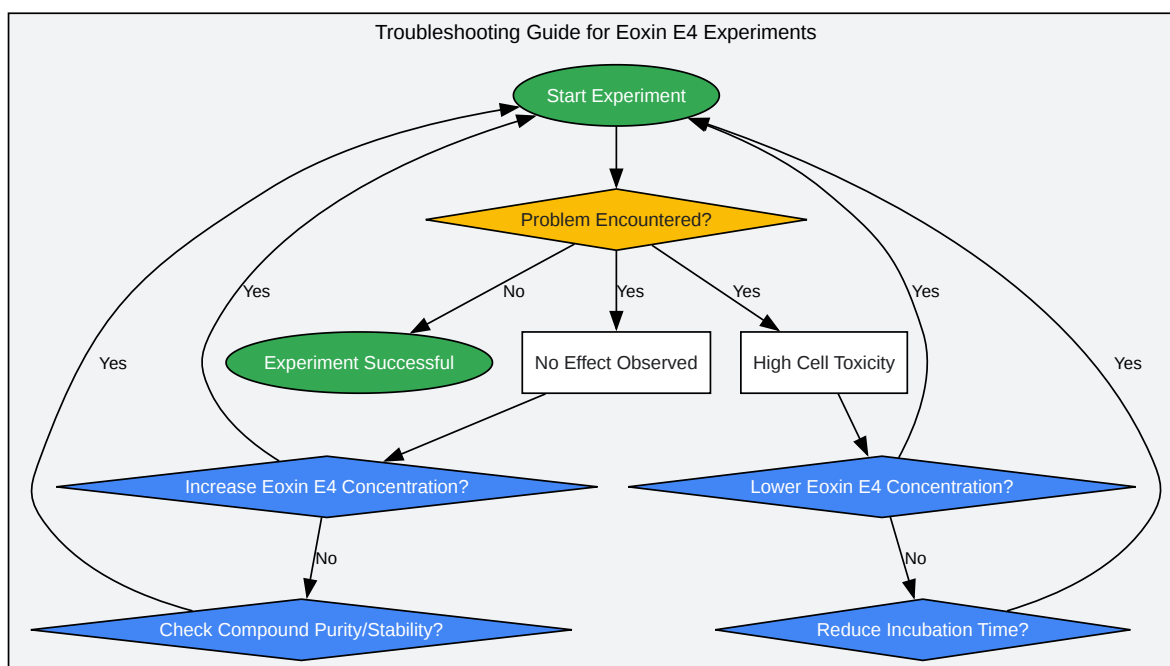 Troubleshooting Guide for Eoxin E4 Experiments
Start Experiment
Problem Encountered?
No
Yes
Yes
Yes
Yes
Experiment Successful
No Effect Observed
High Cell Toxicity
Yes
Yes
Increase Eoxin E4 Concentration?
Lower Eoxin E4 Concentration?
No
No
Check Compound Purity/Stability?
Reduce Incubation Time?